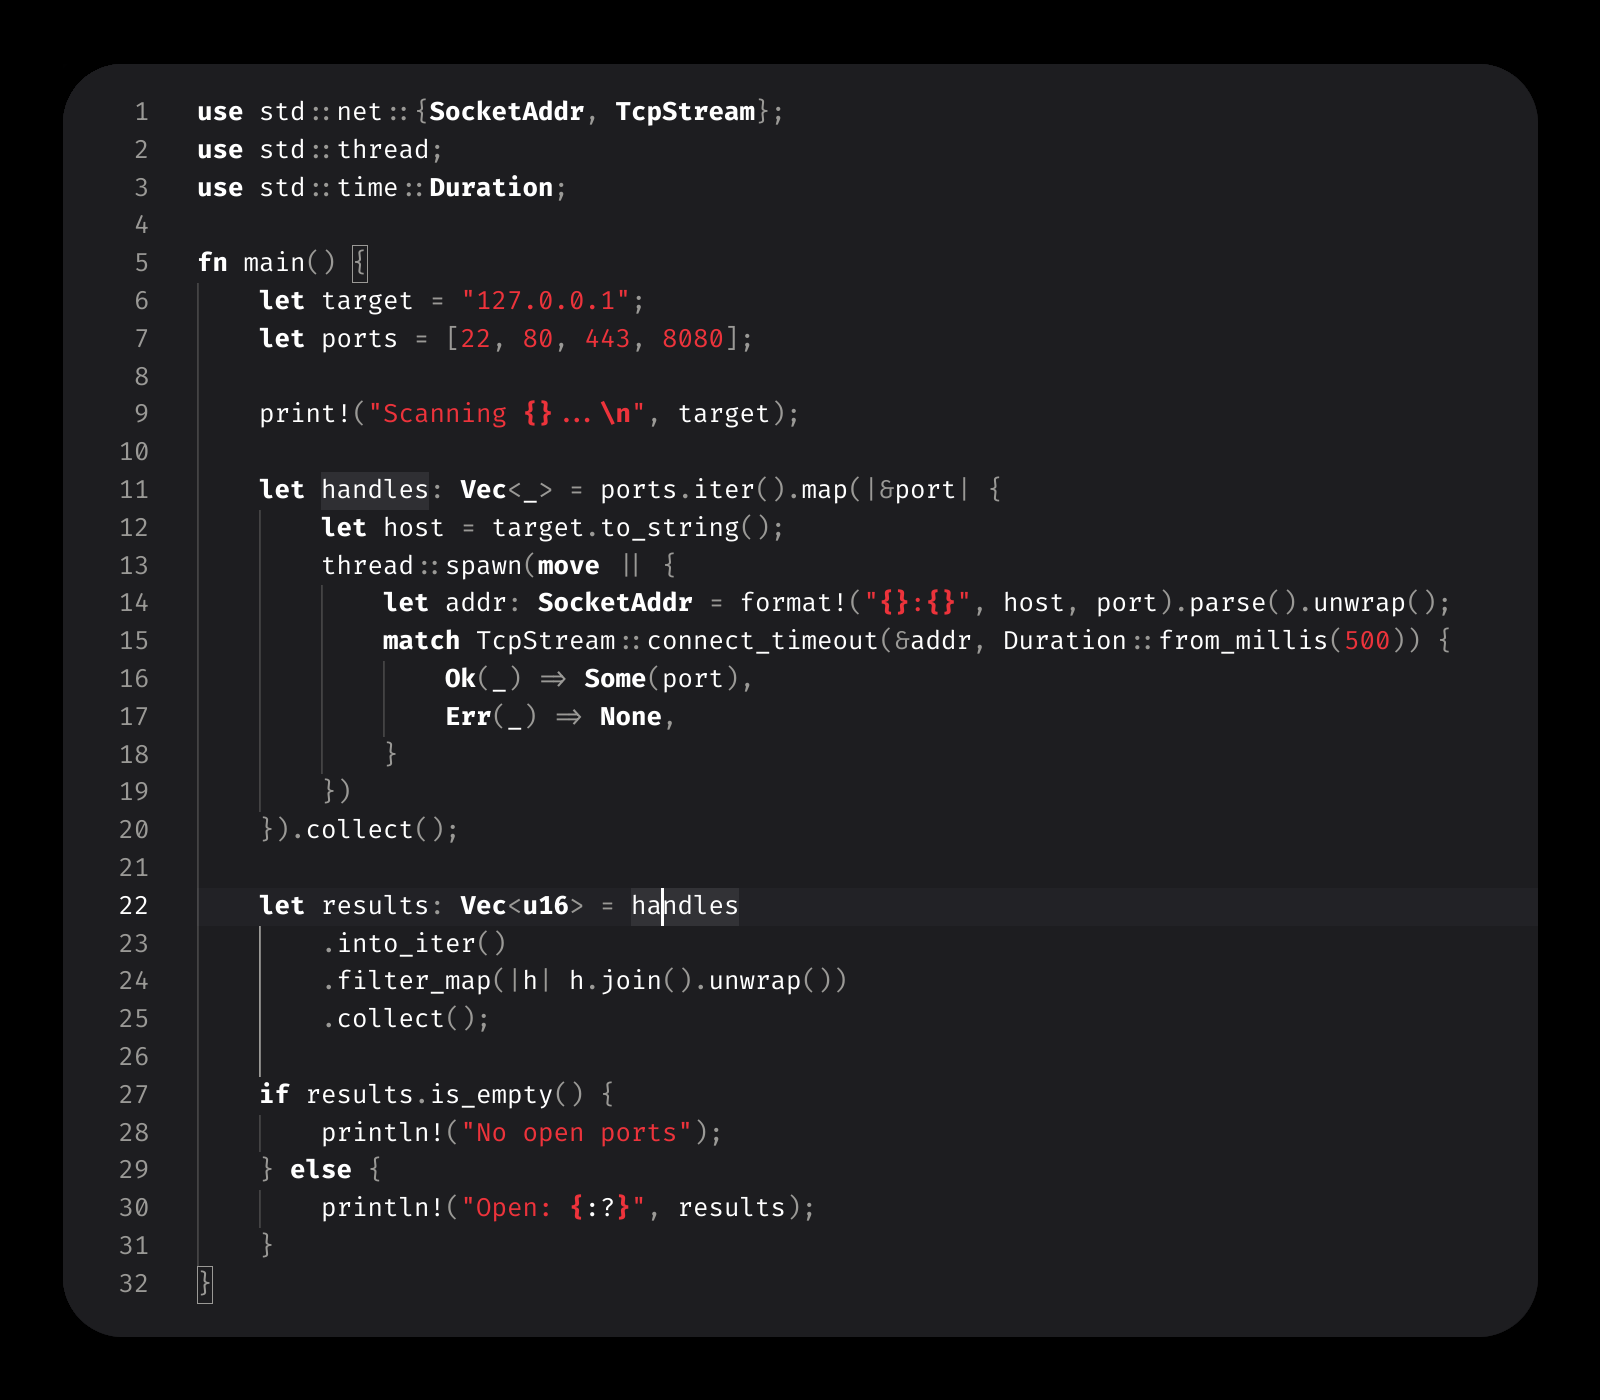 1 use std::net::{SocketAddr, TcpStream};
2 use std::thread;
3 use std::time::Duration;
4
5 fn main() {
6     let target = "127.0.0.1";
7     let ports = [22, 80, 443, 8080];
8
9     print!("Scanning {}...\n", target);
10
11     let handles: Vec<_> = ports.iter().map(|&port| {
12         let host = target.to_string();
13         thread::spawn(move || {
14             let addr: SocketAddr = format!("{}:{}", host, port).parse().unwrap();
15             match TcpStream::connect_timeout(&addr, Duration::from_millis(500)) {
16                 Ok(_) => Some(port),
17                 Err(_) => None,
18             }
19         })
20     }).collect();
21
22     let results: Vec<u16> = handles
23         .into_iter()
24         .filter_map(|h| h.join().unwrap())
25         .collect();
26
27     if results.is_empty() {
28         println!("No open ports");
29     } else {
30         println!("Open: {:?}", results);
31     }
32 }